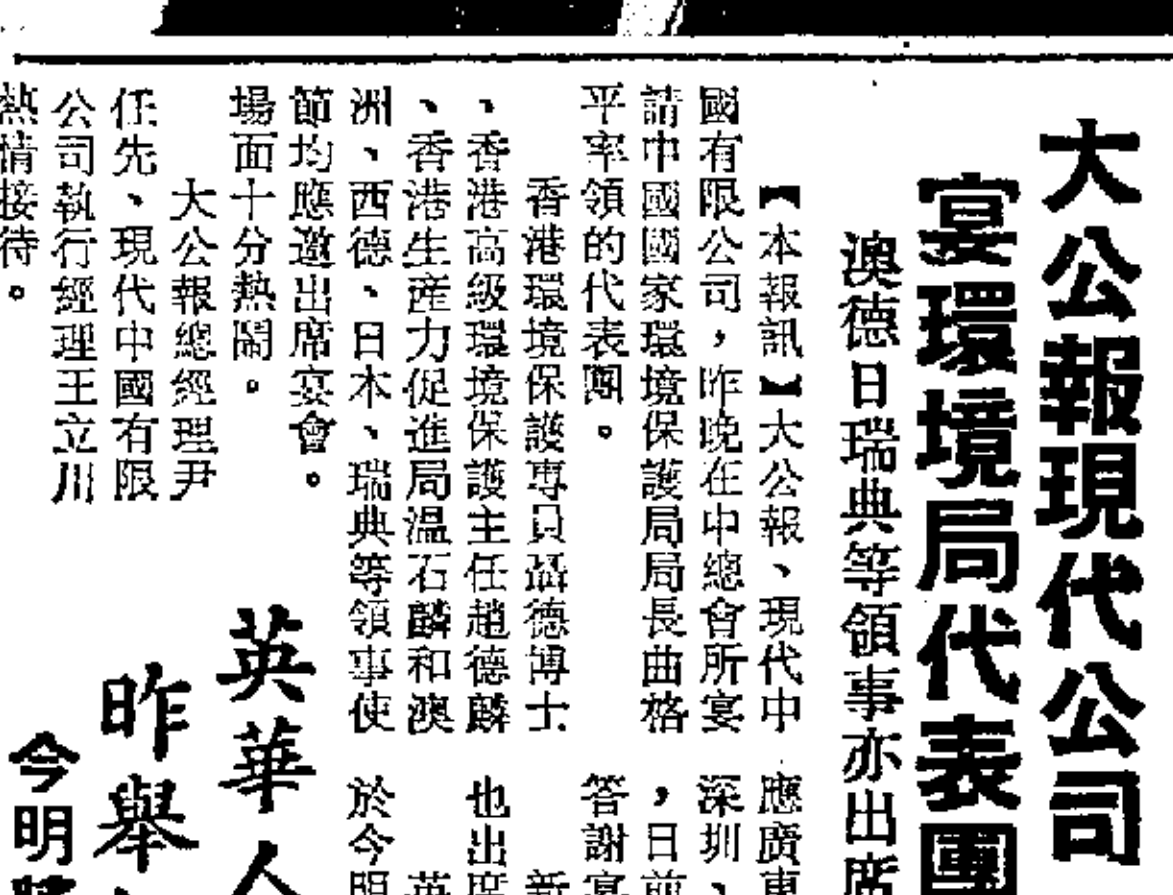 大公報現代公司
宴環境局代表團
澳德日瑞典等領事亦出席
【本報訊】大公報、現代中
國有限公司，昨晚在中總會所宴
請中國國家環境保護局局長曲格
平率領的代表團。
香港環境保護專員聶德博士
、香港高級環境保護主任趙德麟
、香港生産力促進局溫石麟和澳
洲、西德、日本、瑞典等領事使
節均應邀出席宴會。
場面十分熱鬧。
大公報總經理尹
任先、現代中國有限
公司執行經理王立川
熱情接待。
應廣東
深圳、
，日前
答謝宴
新
也出席
英
於今明
英華人
昨舉
今明將